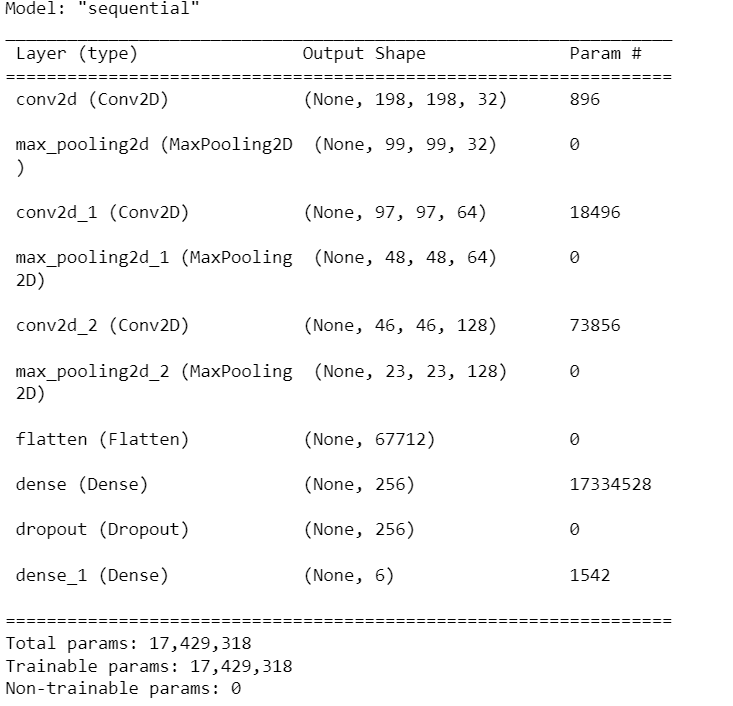 Model: "sequential"
_________________________________________________________________
Layer (type) Output Shape Param #
=================================================================
conv2d (Conv2D) (None, 198, 198, 32) 896
max_pooling2d (MaxPooling2D (None, 99, 99, 32) 0
)
conv2d_1 (Conv2D) (None, 97, 97, 64) 18496
max_pooling2d_1 (MaxPooling (None, 48, 48, 64) 0
2D)
conv2d_2 (Conv2D) (None, 46, 46, 128) 73856
max_pooling2d_2 (MaxPooling (None, 23, 23, 128) 0
2D)
flatten (Flatten) (None, 67712) 0
dense (Dense) (None, 256) 17334528
dropout (Dropout) (None, 256) 0
dense_1 (Dense) (None, 6) 1542
=================================================================
Total params: 17,429,318
Trainable params: 17,429,318
Non-trainable params: 0